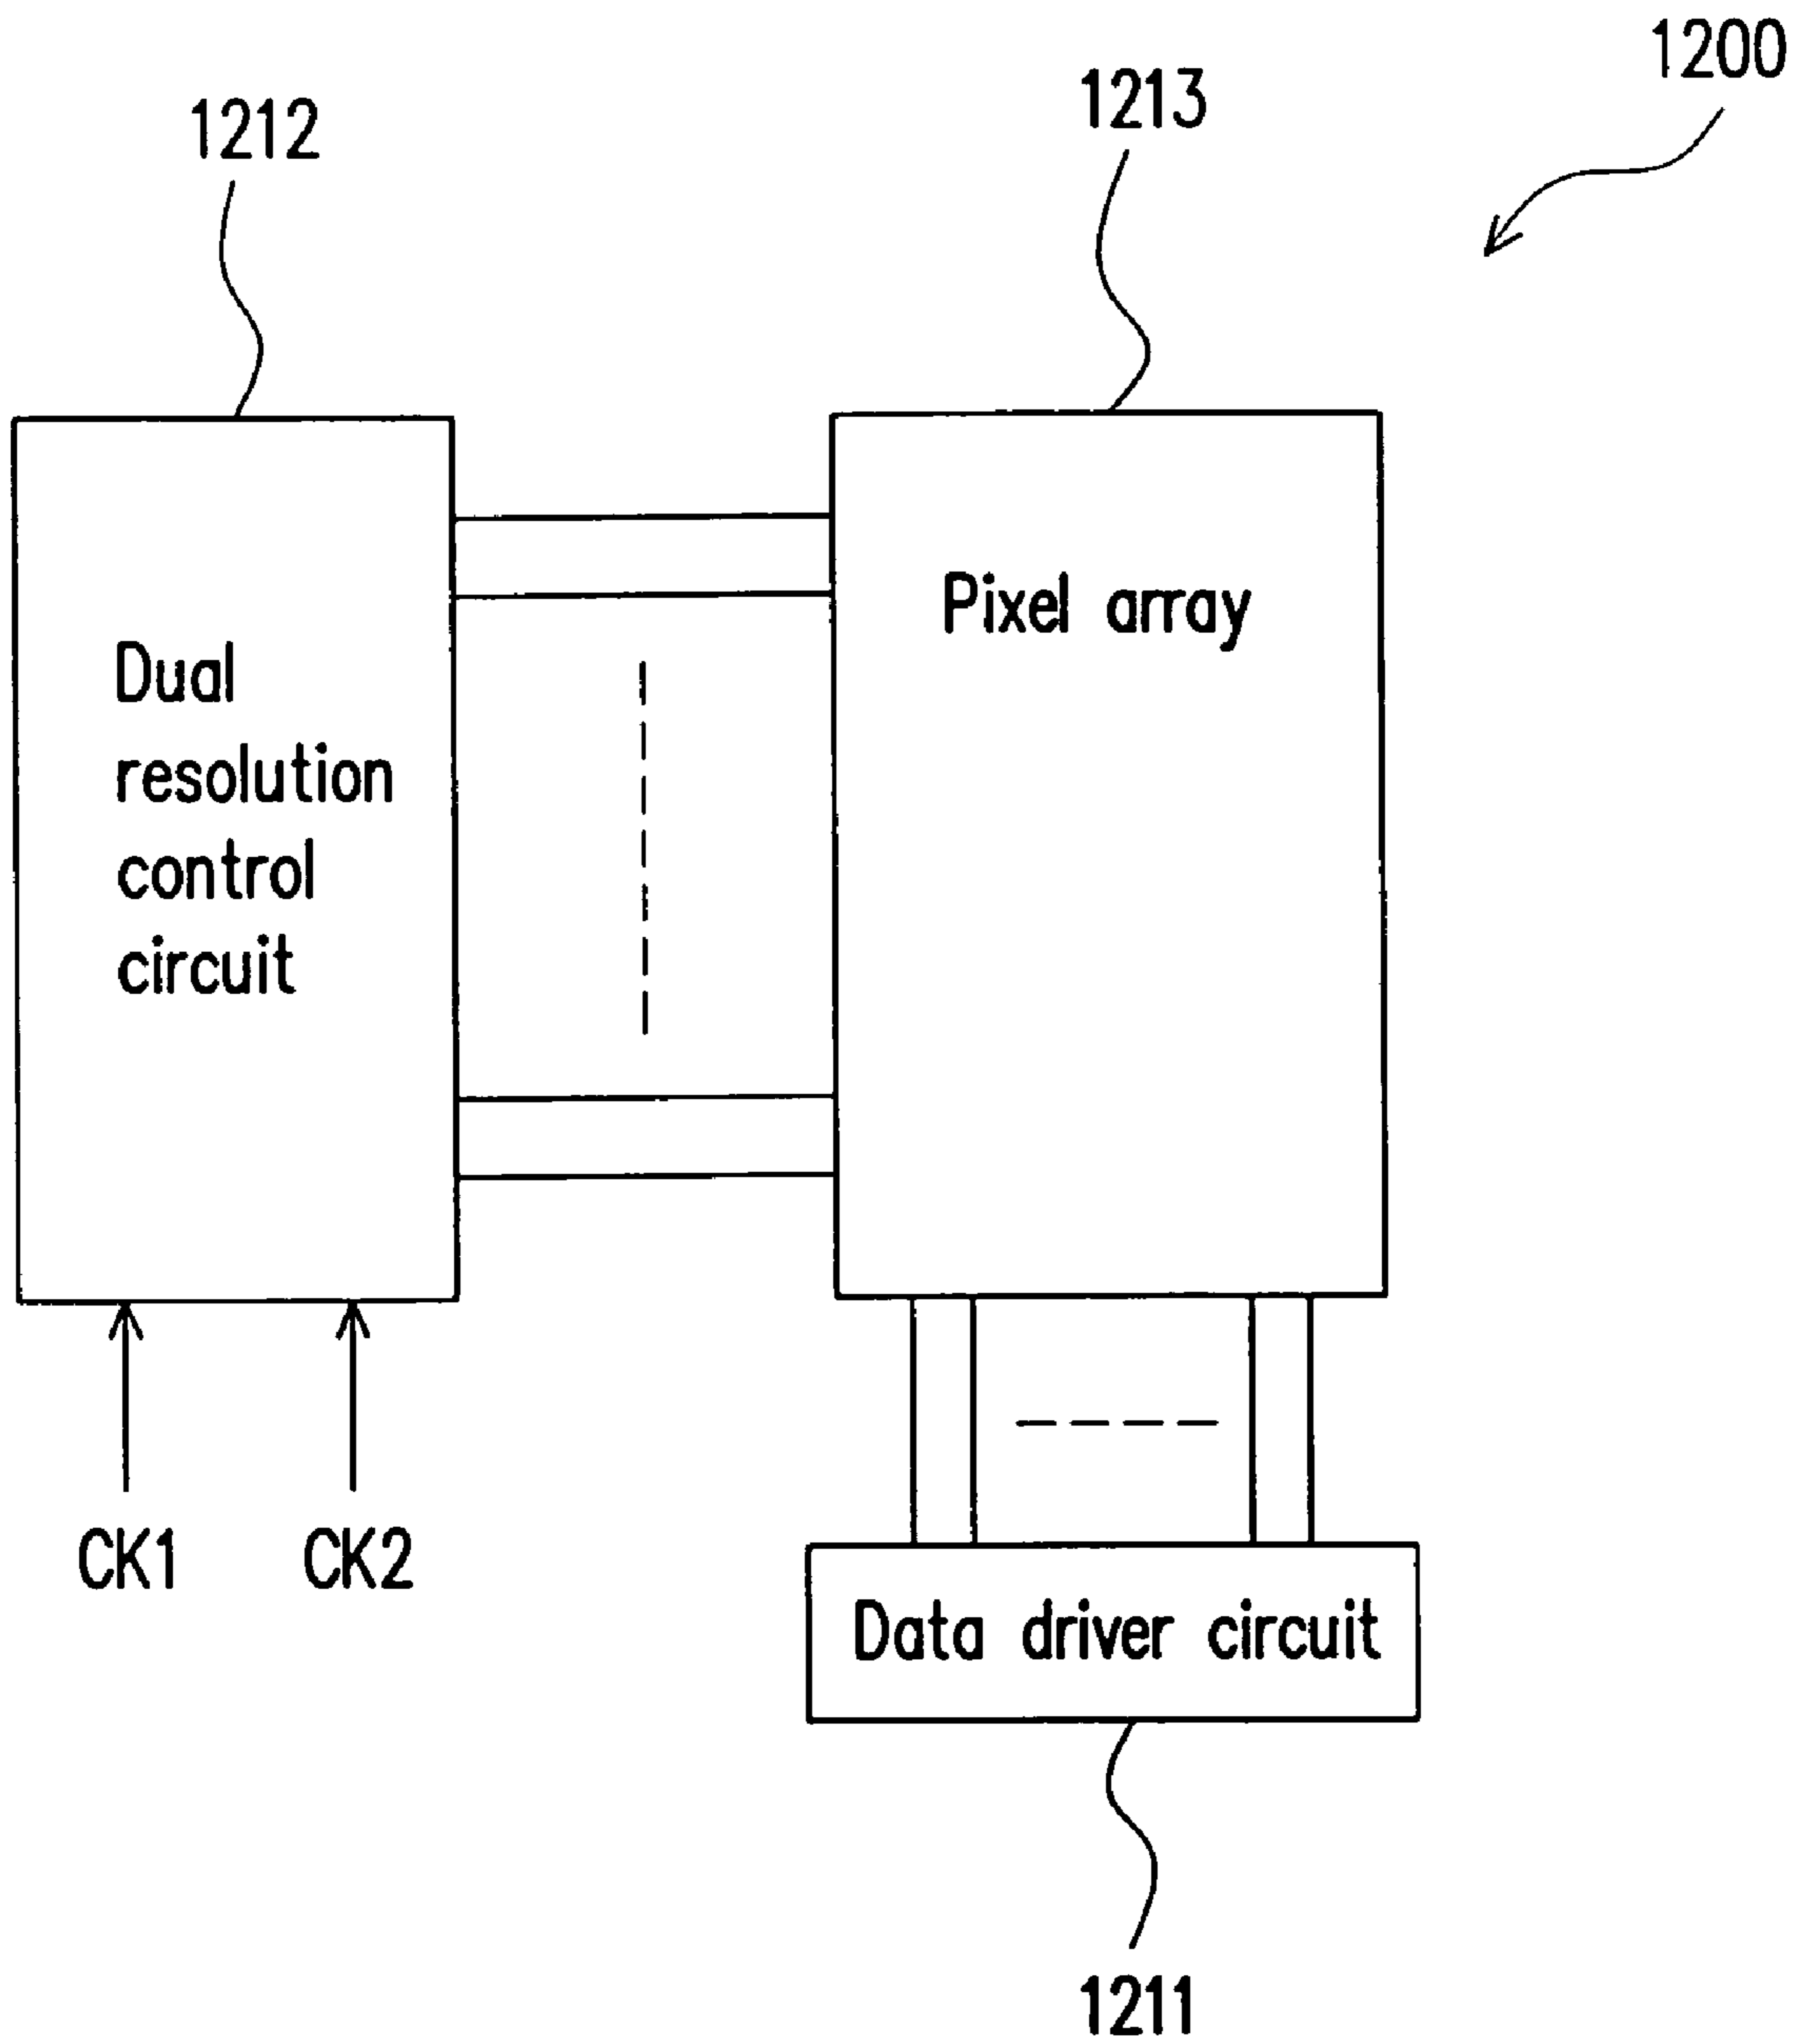 1200
1212
1213
Dual
resolution
control
circuit
Pixel array
CK1
CK2
Data driver circuit
1211